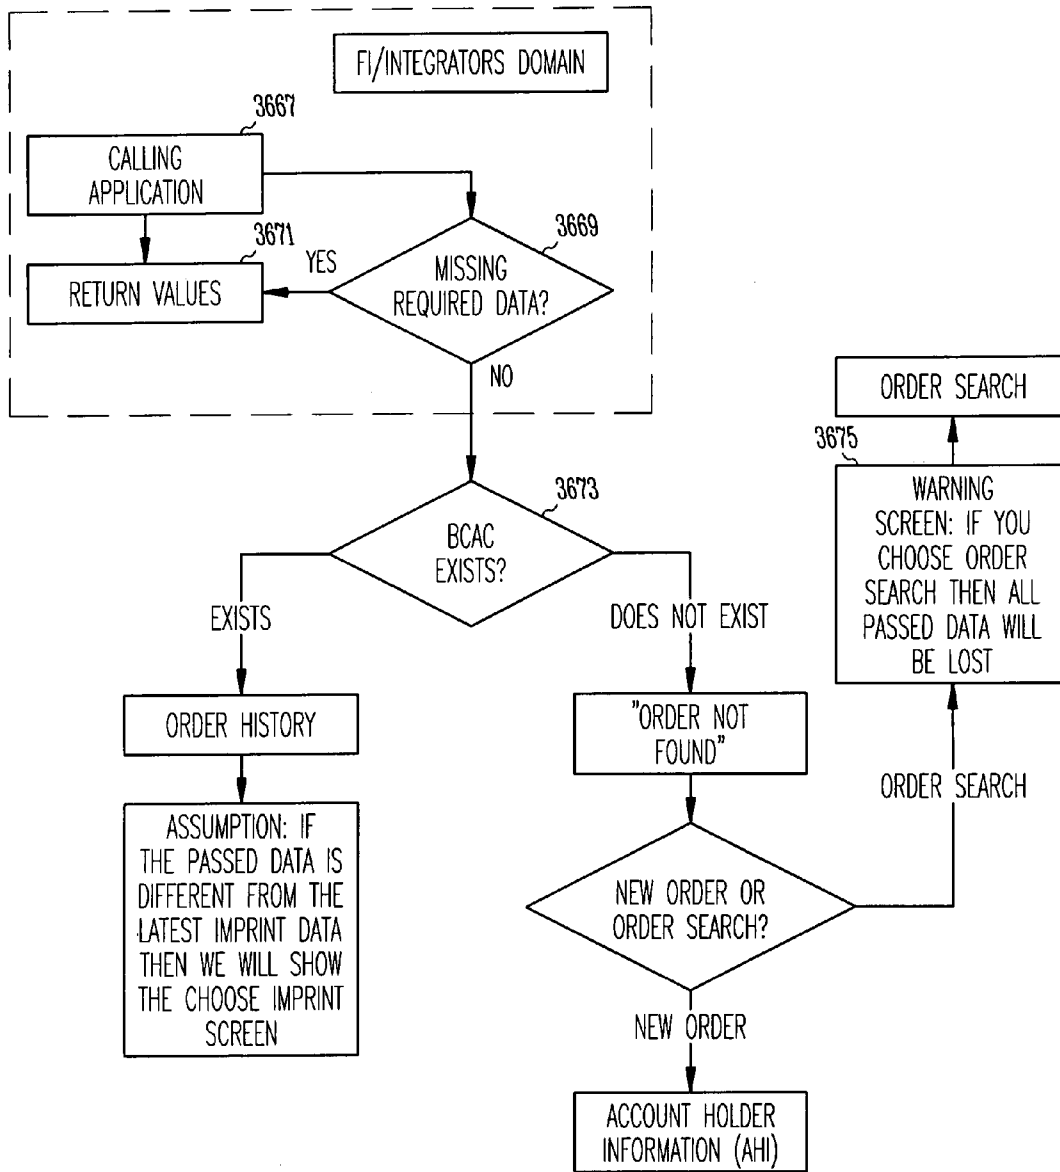 FI/INTEGRATORS DOMAIN
3667
CALLING
APPLICATION
3671
RETURN VALUES
YES
3669
MISSING
REQUIRED DATA?
NO
ORDER SEARCH
3675
WARNING
SCREEN: IF YOU
CHOOSE ORDER
SEARCH THEN ALL
PASSED DATA WILL
BE LOST
3673
BCAC
EXISTS?
EXISTS
DOES NOT EXIST
ORDER HISTORY
"ORDER NOT
FOUND"
ORDER SEARCH
ASSUMPTION: IF
THE PASSED DATA IS
DIFFERENT FROM THE
LATEST IMPRINT DATA
THEN WE WILL SHOW
THE CHOOSE IMPRINT
SCREEN
NEW ORDER OR
ORDER SEARCH?
NEW ORDER
ACCOUNT HOLDER
INFORMATION (AHI)